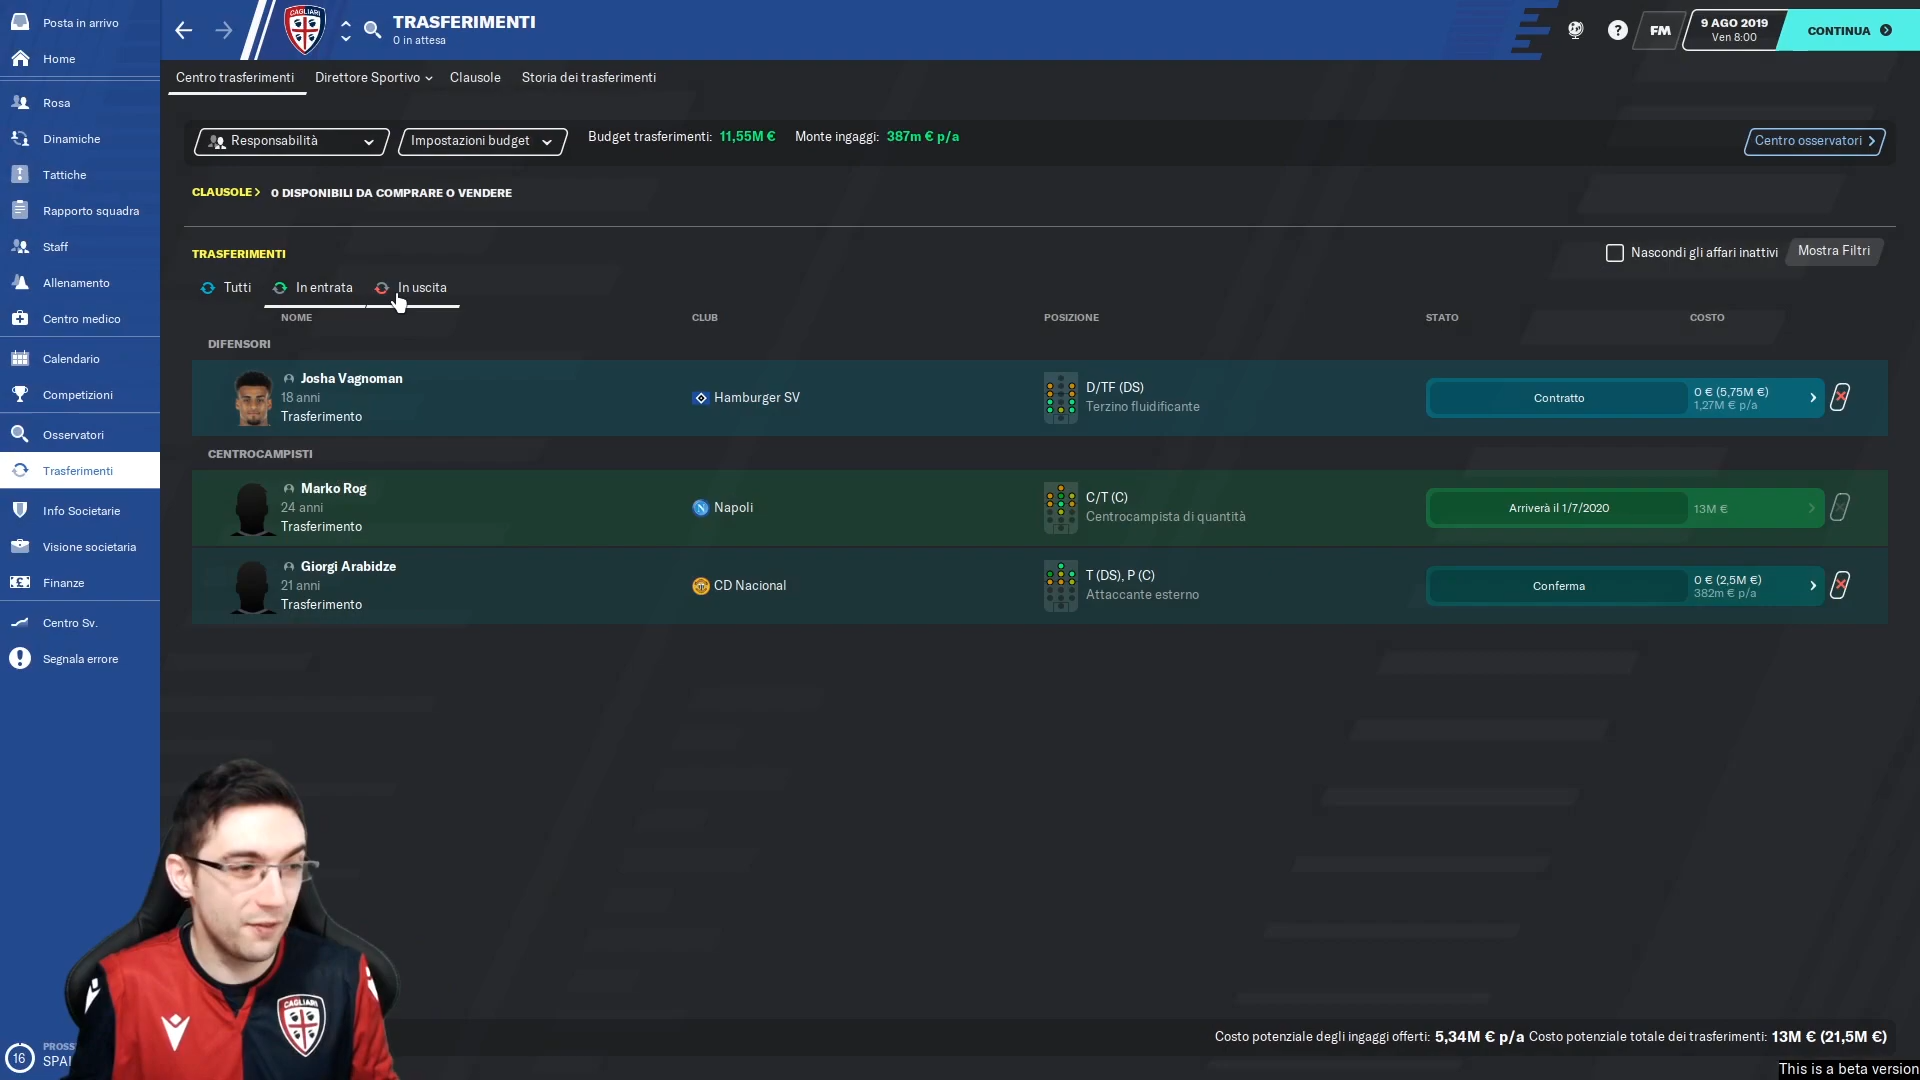 Posta in arrivo
Home
Rosa
Dinamiche
Tattiche
Rapporto squadra
Staff
Allenamento
Centro medico
Calendario
Competizioni
Osservatori
Trasferimenti
Info Societarie
Visione societaria
Finanze
Centro Sv.
Segnala errore
CAGLIARI
TRASFERIMENTI
0 in attesa
?
FM
9 AGO 2019
Ven 8:00
CONTINUA
Centro trasferimenti
Direttore Sportivo
Clausole
Storia dei trasferimenti
Responsabilità
Impostazioni budget
Budget trasferimenti: 11,55M €
Monte ingaggi: 387m € p/a
Centro osservatori
CLAUSOLE> 0 DISPONIBILI DA COMPRARE O VENDERE
TRASFERIMENTI
Nascondi gli affari inattivi
Mostra Filtri
Tutti
In entrata
In uscita
NOME
CLUB
POSIZIONE
STATO
COSTO
DIFENSORI
Josha Vagnoman
18 anni
Trasferimento
Hamburger SV
D/TF (DS)
Terzino fluidificante
Contratto
0 € (5,75M €)
1,27M € p/a
CENTROCAMPISTI
Marko Rog
24 anni
Trasferimento
Napoli
C/T (C)
Centrocampista di quantità
Arriverà il 1/7/2020
13M €
Giorgi Arabidze
21 anni
Trasferimento
CD Nacional
T (DS), P (C)
Attaccante esterno
Conferma
0 € (2,5M €)
382m € p/a
CAGLIARI
16
Costo potenziale degli ingaggi offerti: 5,34M € p/a Costo potenziale totale dei trasferimenti: 13M € (21,5M €)
This is a beta version